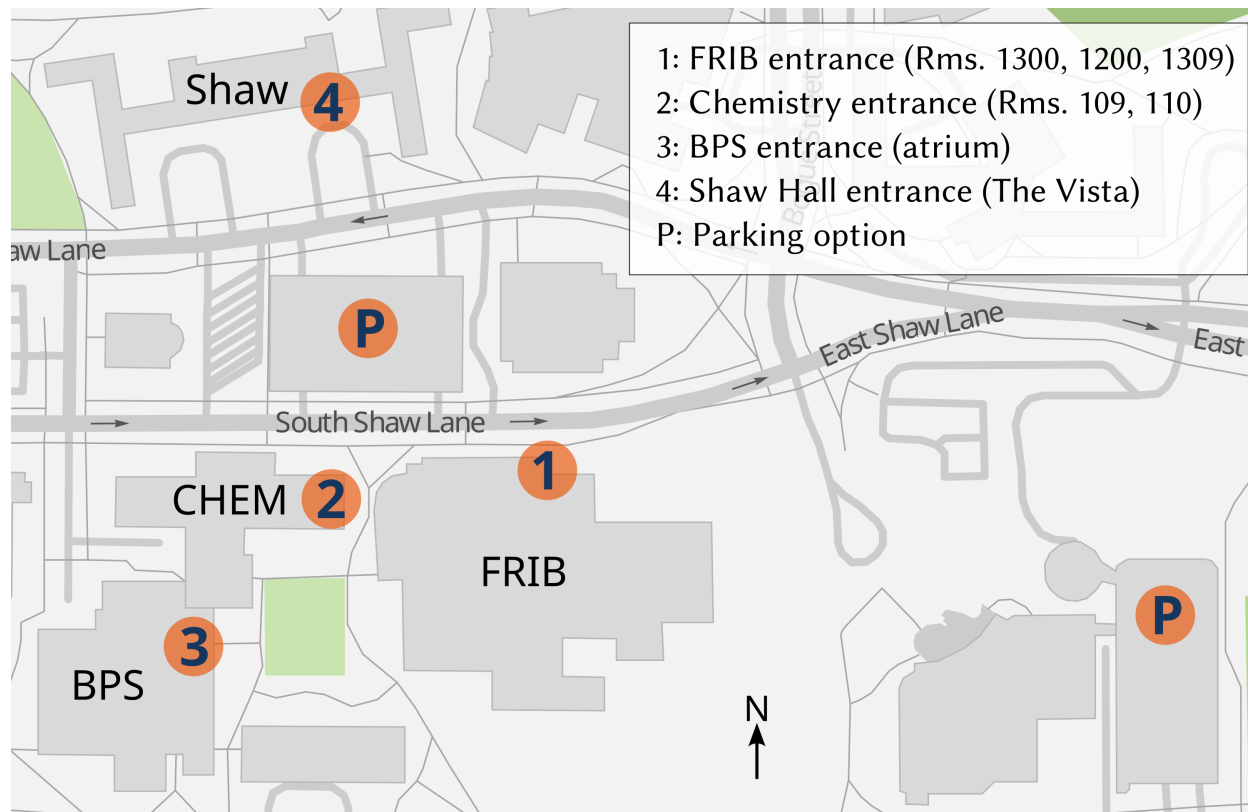 1: FRIB entrance (Rms. 1300, 1200, 1309)
2: Chemistry entrance (Rms. 109, 110)
3: BPS entrance (atrium)
4: Shaw Hall entrance (The Vista)
P: Parking option
Shaw
4
aw Lane
P
East Shaw Lane
East
South Shaw Lane
1
CHEM
2
FRIB
P
3
BPS
N